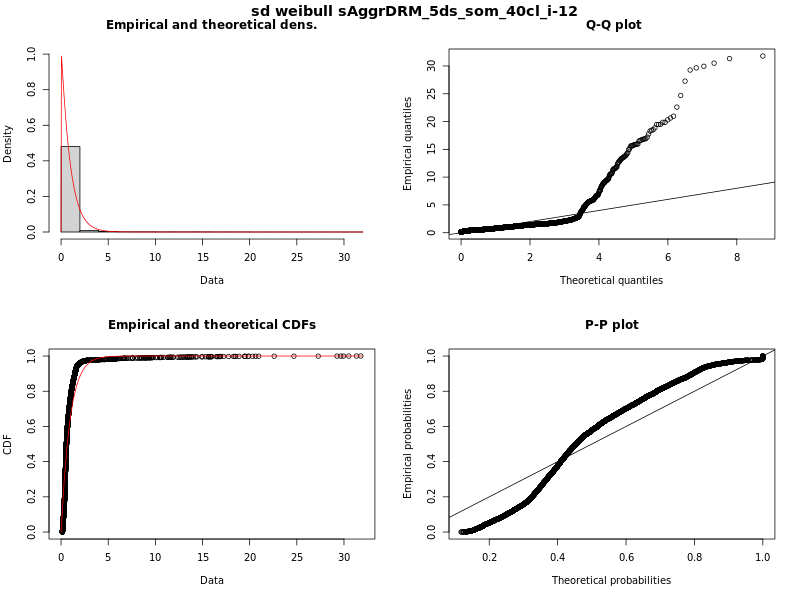 sd weibull sAggrDRM_5ds_som_40cl_i-12
Empirical and theoretical dens.
Density
0.0 0.2 0.4 0.6 0.8 1.0
0 5 10 15 20 25 30
Data
Q-Q plot
Empirical quantiles
0 5 10 15 20 25 30
0 2 4 6 8
Theoretical quantiles
Empirical and theoretical CDFs
CDF
0.0 0.2 0.4 0.6 0.8 1.0
0 5 10 15 20 25 30
Data
P-P plot
Empirical probabilities
0.0 0.2 0.4 0.6 0.8 1.0
0.2 0.4 0.6 0.8 1.0
Theoretical probabilities